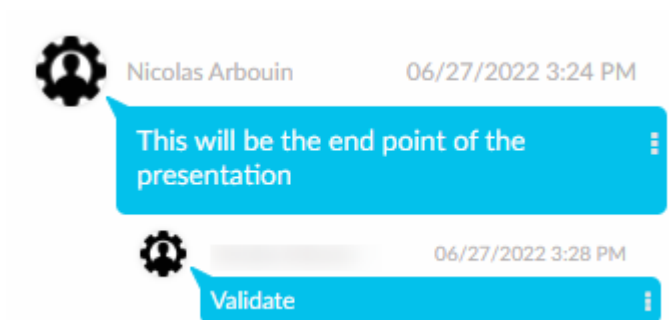 Nicolas Arbouin 06/27/2022 3:24 PM
This will be the end point of the
presentation
06/27/2022 3:28 PM
Validate